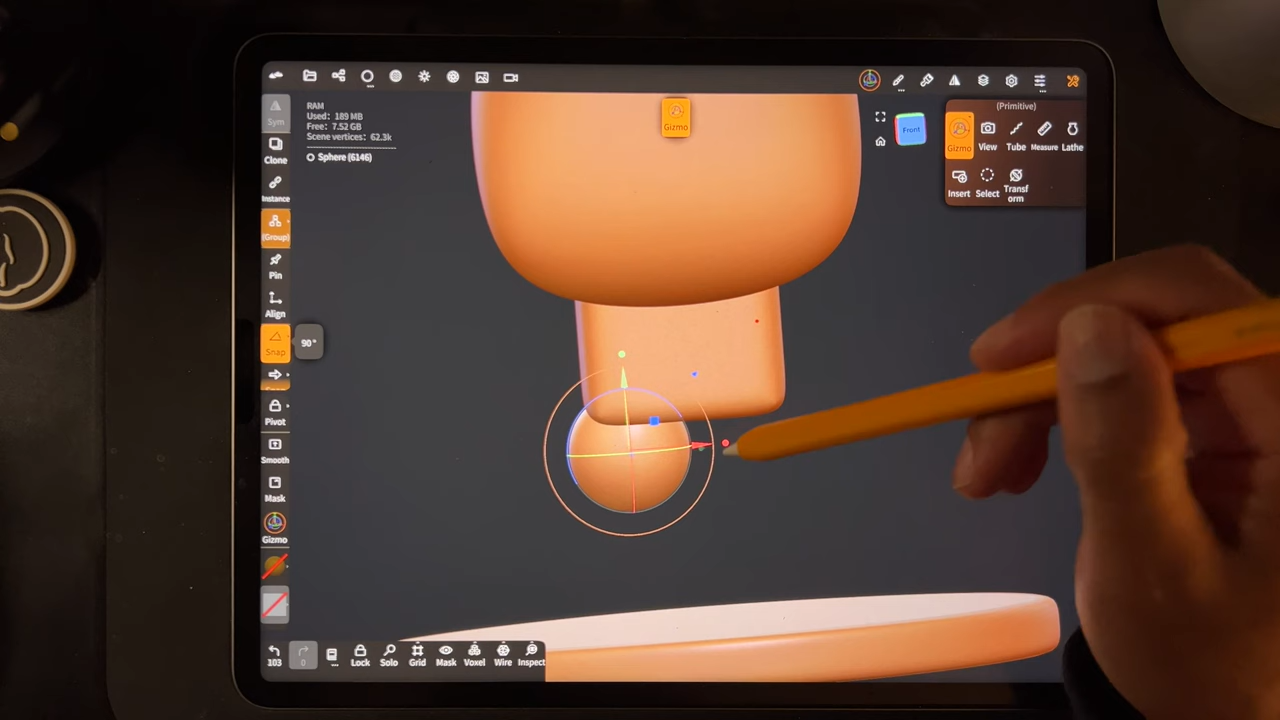 RAM
Used: 189 MB
Free: 7.52 GB
Scene vertices: 62.3k
Sphere (6146)
Sym
Clone
Instance
(Group)
Pin
Align
Snap
90°
Pivot
Smooth
Mask
Gizmo
103
0
Lock
Solo
Grid
Mask
Voxel
Wire
Inspect
Gizmo
Front
(Primitive)
Gizmo
View
Tube
Measure
Lathe
Insert
Select
Transf
orm